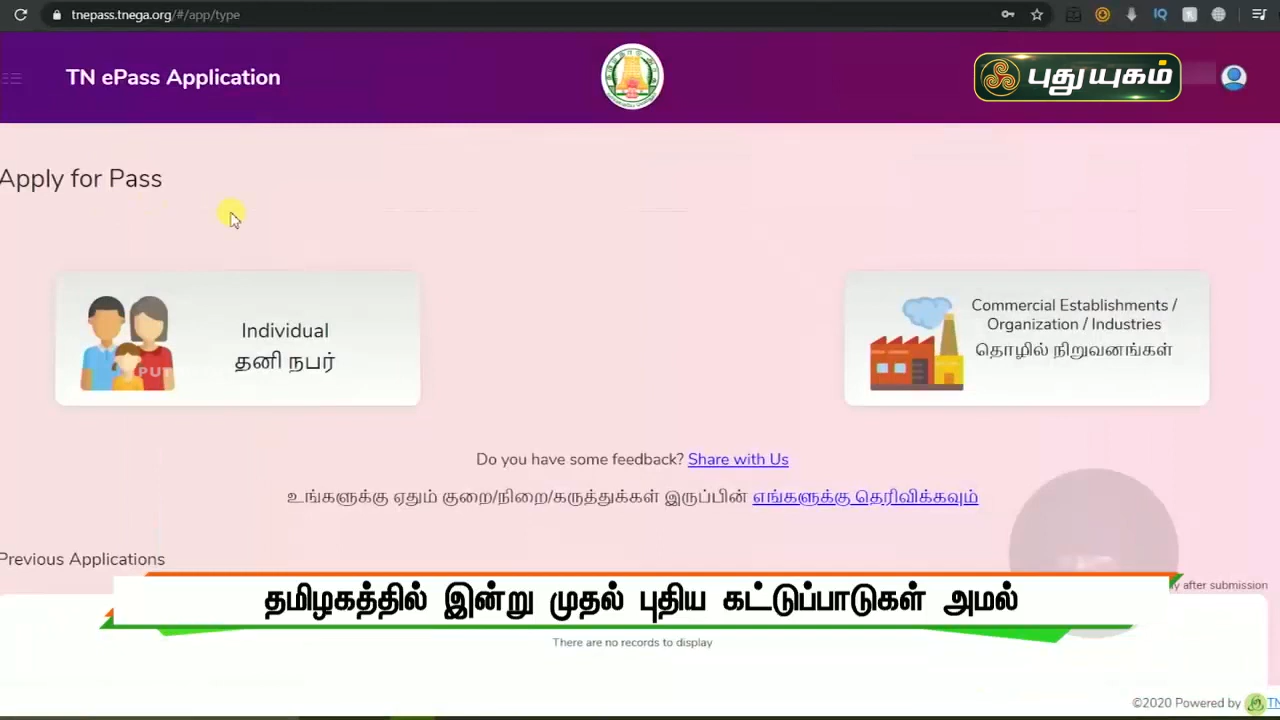 tnepass.tnega.org/#/app/type
TN ePass Application
புதுயுகம்
Apply for Pass
Individual
தனி நபர்
Commercial Establishments /
Organization / Industries
தொழில் நிறுவனங்கள்
Do you have some feedback? Share with Us
உங்களுக்கு ஏதும் குறை/நிறை/கருத்துக்கள் இருப்பின் எங்களுக்கு தெரிவிக்கவும்
Previous Applications
after submission
தமிழகத்தில் இன்று முதல் புதிய கட்டுப்பாடுகள் அமல்
There are no records to display
©2020 Powered by